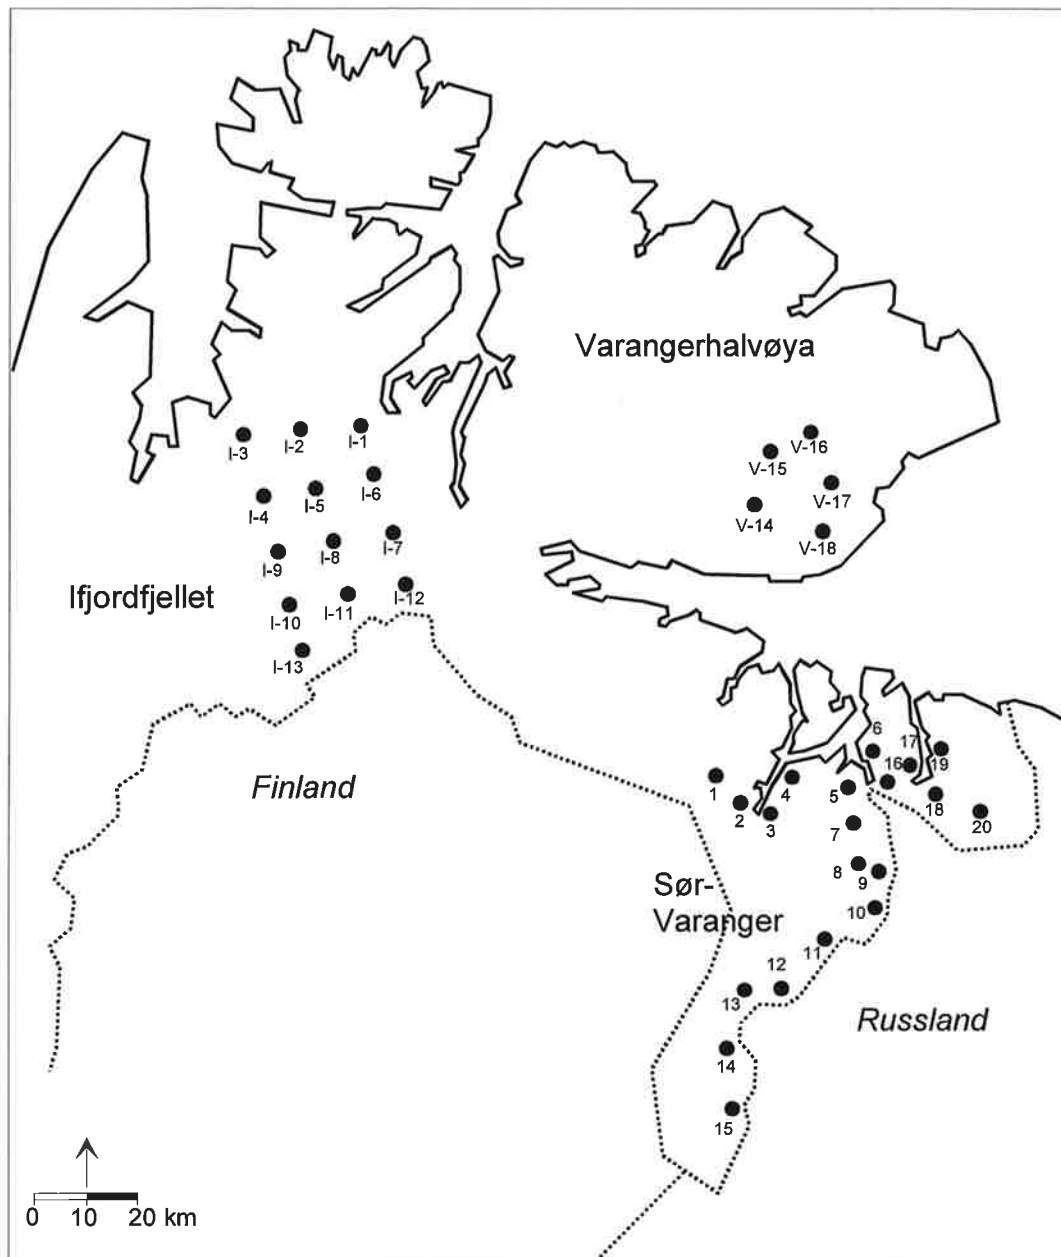 Varangerhalvøya
I-3
I-2
I-1
V-16
V-15
I-4
I-5
I-6
V-17
V-14
V-18
I-9
I-8
I-7
Ifjordfjellet
I-10
I-11
I-12
I-13
6
17
19
16
Finland
1
2
3
4
5
18
20
7
8
9
Sør-
Varanger
10
11
12
13
Russland
14
15
0 10 20 km